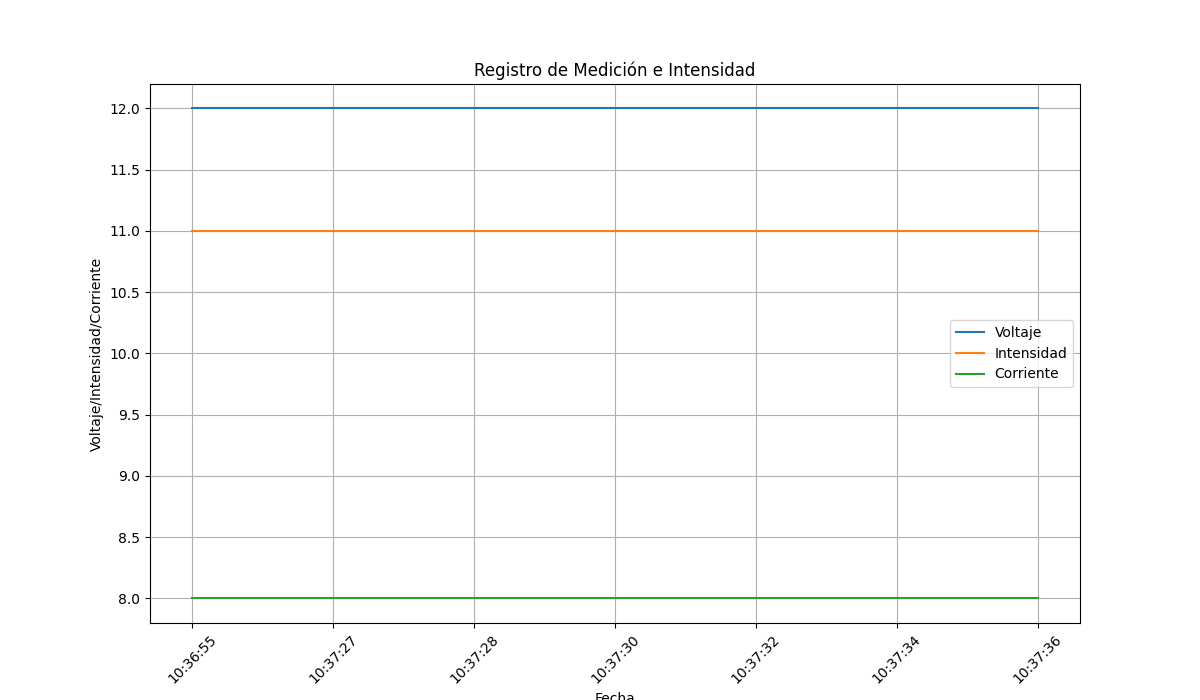 Registro de Medición e Intensidad
12.0
11.5
11.0
10.5
10.0
9.5
9.0
8.5
8.0
Voltaje/Intensidad/Corriente
Voltaje
Intensidad
Corriente
10:36:55
10:37:27
10:37:28
10:37:30
10:37:32
10:37:34
10:37:36
Fecha